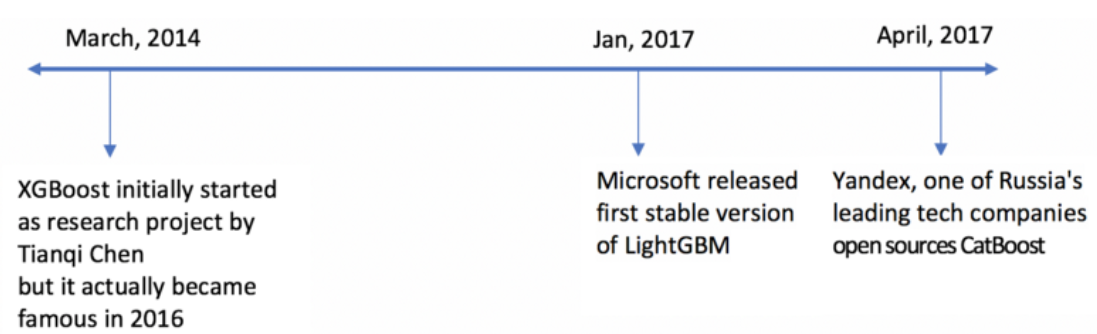 March, 2014
Jan, 2017
April, 2017
XGBoost initially started
as research project by
Tianqi Chen
but it actually became
famous in 2016
Microsoft released
first stable version
of LightGBM
Yandex, one of Russia's
leading tech companies
open sources CatBoost